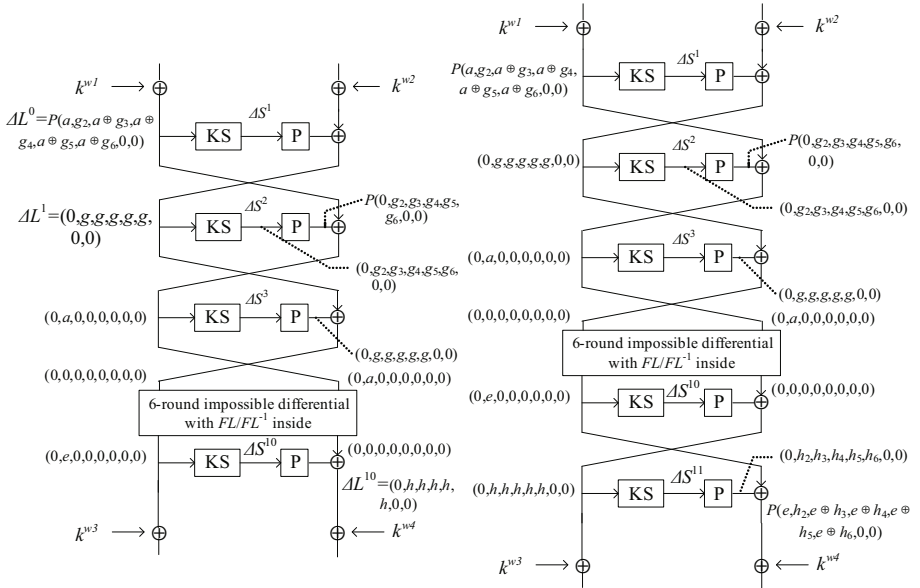 k^{w1}
k^{w2}
ΔL^0=P(a,g_2,a⊕g_3,a⊕
g_4,a⊕g_5,a⊕g_6,0,0)
KS
ΔS^1
P
ΔL^1=(0,g,g,g,g,g,
0,0)
KS
ΔS^2
P
P(0,g_2,g_3,g_4,g_5,
g_6,0,0)
(0,g_2,g_3,g_4,g_5,g_6,
0,0)
(0,a,0,0,0,0,0,0)
KS
ΔS^3
P
(0,g,g,g,g,g,0,0)
(0,0,0,0,0,0,0,0)
(0,a,0,0,0,0,0,0)
6-round impossible differential
with FL/FL^{-1} inside
(0,e,0,0,0,0,0,0)
KS
ΔS^{10}
P
(0,0,0,0,0,0,0,0)
ΔL^{10}=(0,h,h,h,h,
h,0,0)
k^{w3}
k^{w4}
k^{w1}
k^{w2}
P(a,g_2,a⊕g_3,a⊕g_4,
a⊕g_5,a⊕g_6,0,0)
KS
ΔS^1
P
(0,g,g,g,g,g,0,0)
KS
ΔS^2
P
P(0,g_2,g_3,g_4,g_5,g_6,
0,0)
(0,g_2,g_3,g_4,g_5,g_6,0,0)
(0,a,0,0,0,0,0,0)
KS
ΔS^3
P
(0,g,g,g,g,g,0,0)
(0,0,0,0,0,0,0,0)
(0,a,0,0,0,0,0,0)
6-round impossible differential
with FL/FL^{-1} inside
(0,e,0,0,0,0,0,0)
KS
ΔS^{10}
P
(0,0,0,0,0,0,0,0)
(0,h,h,h,h,h,0,0)
KS
ΔS^{11}
P
(0,h_2,h_3,h_4,h_5,h_6,0,0)
P(e,h_2,e⊕h_3,e⊕h_4,e⊕
h_5,e⊕h_6,0,0)
k^{w3}
k^{w4}